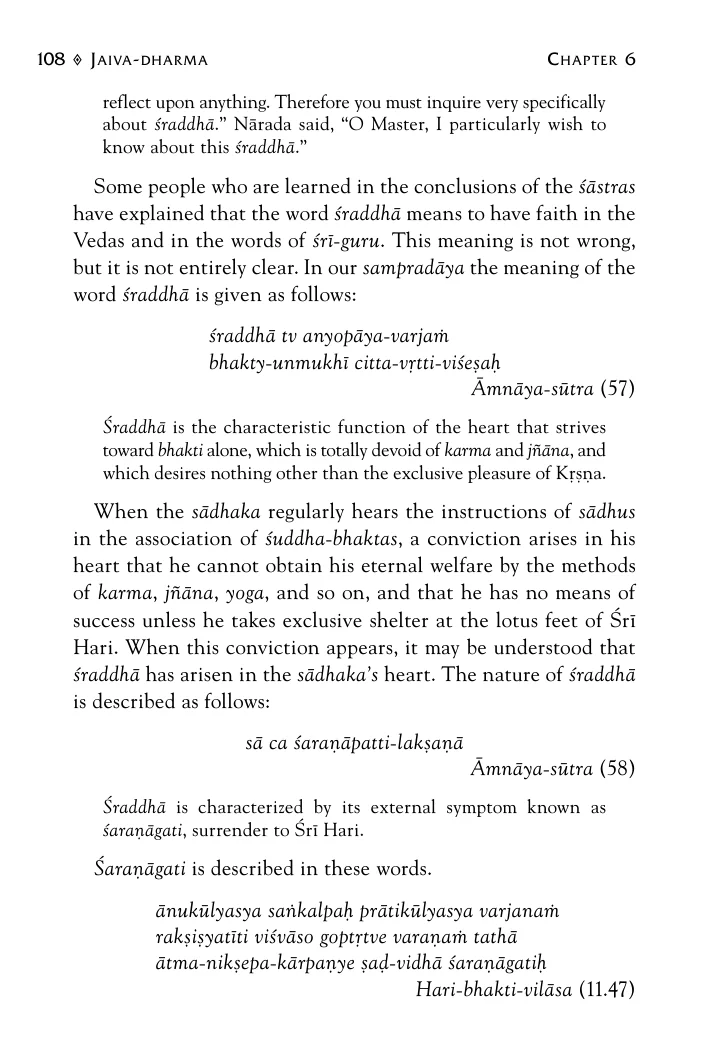 108 ◊ JAIVA-DHARMA CHAPTER 6
reflect upon anything. Therefore you must inquire very specifically
about śraddhā.” Nārada said, “O Master, I particularly wish to
know about this śraddhā.”
Some people who are learned in the conclusions of the śāstras
have explained that the word śraddhā means to have faith in the
Vedas and in the words of śrī-guru. This meaning is not wrong,
but it is not entirely clear. In our sampradāya the meaning of the
word śraddhā is given as follows:
śraddhā tv anyopāya-varjaṁ
bhakty-unmukhī citta-vṛtti-viśeṣaḥ
Āmnāya-sūtra (57)
Śraddhā is the characteristic function of the heart that strives
toward bhakti alone, which is totally devoid of karma and jñāna, and
which desires nothing other than the exclusive pleasure of Kṛṣṇa.
When the sādhaka regularly hears the instructions of sādhus
in the association of śuddha-bhaktas, a conviction arises in his
heart that he cannot obtain his eternal welfare by the methods
of karma, jñāna, yoga, and so on, and that he has no means of
success unless he takes exclusive shelter at the lotus feet of Śrī
Hari. When this conviction appears, it may be understood that
śraddhā has arisen in the sādhaka’s heart. The nature of śraddhā
is described as follows:
sā ca śaraṇāpatti-lakṣaṇā
Āmnāya-sūtra (58)
Śraddhā is characterized by its external symptom known as
śaraṇāgati, surrender to Śrī Hari.
Śaraṇāgati is described in these words.
ānukūlyasya saṅkalpaḥ prātikūlyasya varjanaṁ
rakṣiṣyatīti viśvāso goptṛtve varaṇaṁ tathā
ātma-nikṣepa-kārpaṇye ṣaḍ-vidhā śaraṇāgatiḥ
Hari-bhakti-vilāsa (11.47)